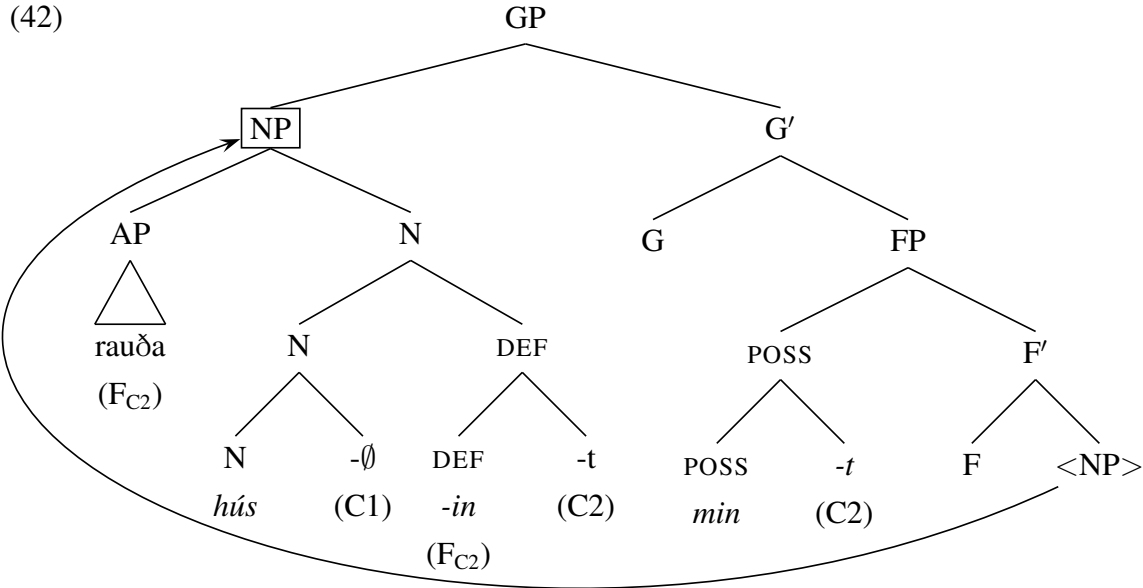 (42) GP
NP G′
AP N G FP
rauða N DEF POSS F′
(F_C2)
N -∅ DEF -t POSS -t F <NP>
hús (C1) -in (C2) min (C2)
(F_C2)